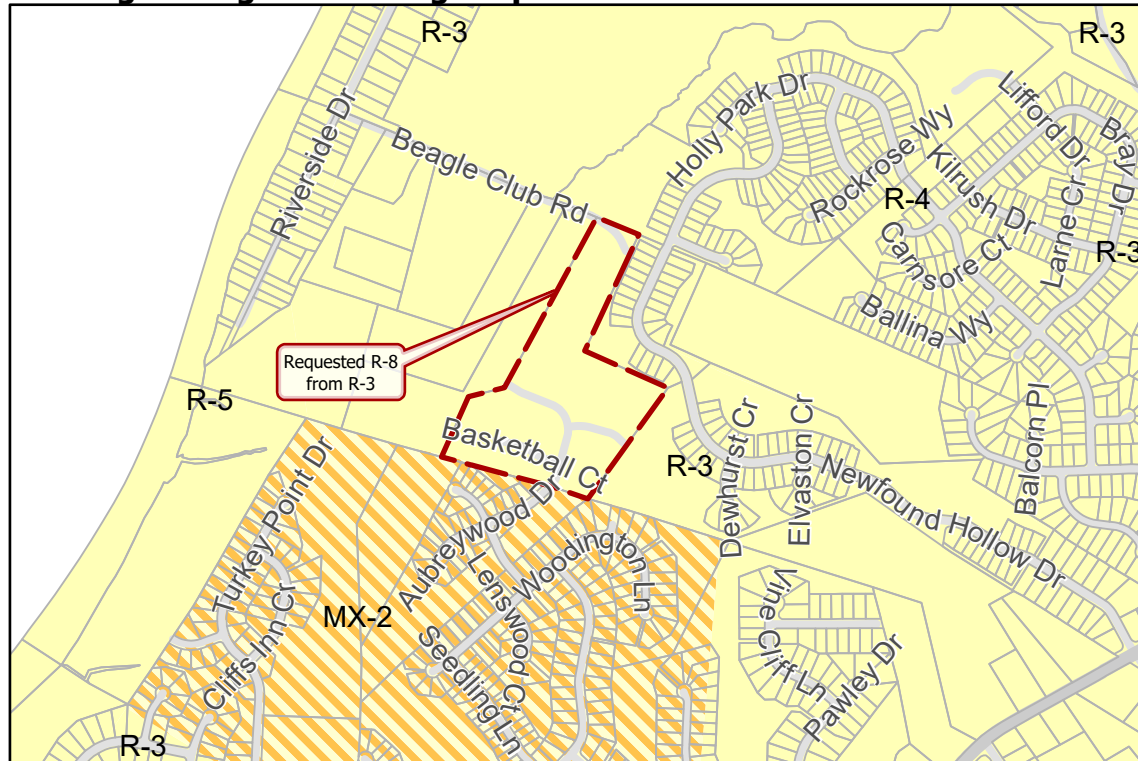 R-3
R-3
Riverside Dr
Beagle Club Rd
Holly Park Dr
Rockrose Wy
Lifford Dr
Bray Dr
Kilrush Dr
Larne Cr
R-4
R-3
Carnsore Ct
Ballina Wy
Requested R-8
from R-3
R-5
Basketball Ct
R-3
Dewhurst Cr
Elvaston Cr
Balcorn Pl
Newfound Hollow Dr
Turkey Point Dr
Aubreywood Dr
Woodington Ln
Lenswood Ct
MX-2
Cliffs Inn Cr
Seedling Ln
Vine Cliff Ln
Pawley Dr
R-3